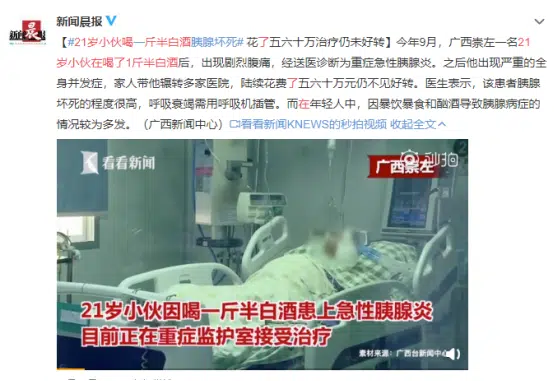 新闻晨报
【#21岁小伙喝一斤半白酒胰腺坏死# 花了五六十万治疗仍未好转】今年9月，广西崇左一名21
岁小伙在喝了1斤半白酒后，出现剧烈腹痛，经送医诊断为重症急性胰腺炎。之后他出现严重的全
身并发症，家人带他辗转多家医院，陆续花费了五六十万元仍不见好转。医生表示，该患者胰腺
坏死的程度很高，呼吸衰竭需用呼吸机插管。而在年轻人中，因暴饮暴食和酗酒导致胰腺病症的
情况较为多发。（广西新闻中心）看看新闻KNEWS的秒拍视频 收起全文
看看新闻
秒拍
广西崇左
21岁小伙因喝一斤半白酒患上急性胰腺炎
目前正在重症监护室接受治疗
素材来源：广西台新闻中心